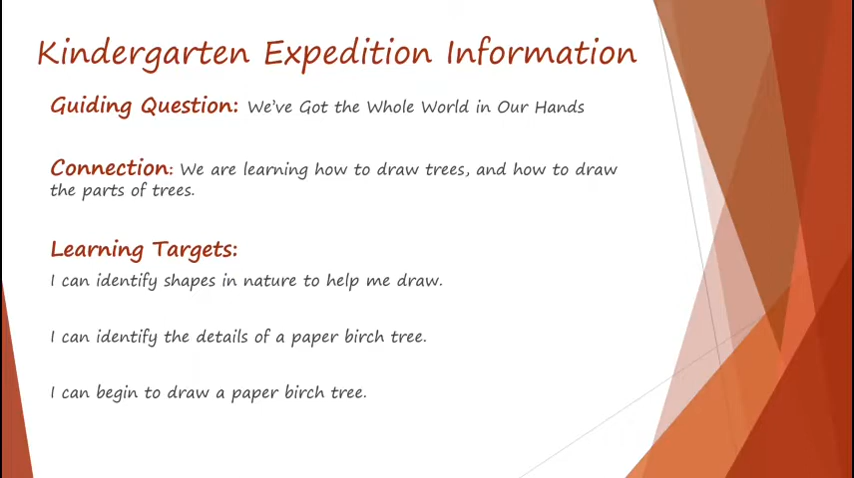 Kindergarten Expedition Information
Guiding Question: We've Got the Whole World in Our Hands
Connection: We are learning how to draw trees, and how to draw
the parts of trees.
Learning Targets:
I can identify shapes in nature to help me draw.
I can identify the details of a paper birch tree.
I can begin to draw a paper birch tree.